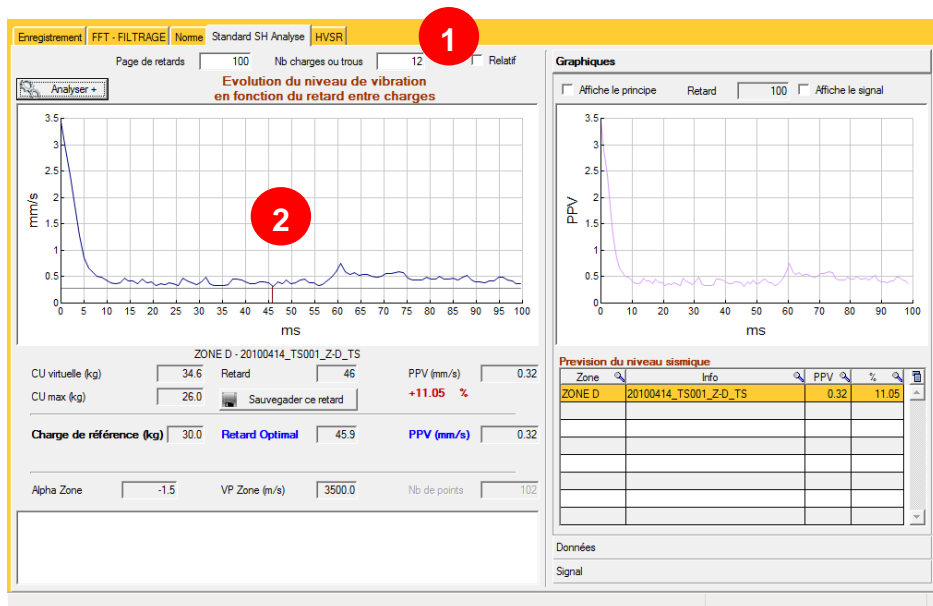 Enregistrement FFT - FILTRAGE Norme Standard SH Analyse HVSR
1
Page de retards 100 Nb charges ou trous 12 Relatif
Analyser +
Evolution du niveau de vibration
en fonction du retard entre charges
3.5
3
2.5
2
1.5
1
0.5
0
mm/s
2
0 5 10 15 20 25 30 35 40 45 50 55 60 65 70 75 80 85 90 95 100
ms
ZONE D - 20100414_TS001_Z-D_TS
CU virtuelle (kg) 34.6 Retard 46 PPV (mm/s) 0.32
CU max (kg) 26.0 Sauvegader ce retard +11.05 %
Charge de référence (kg) 30.0 Retard Optimal 45.9 PPV (mm/s) 0.32
Alpha Zone -1.5 VP Zone (m/s) 3500.0 Nb de points 102
Graphiques
Affiche le principe Retard 100 Affiche le signal
3.5
3
2.5
2
1.5
1
0.5
0
PPV
0 10 20 30 40 50 60 70 80 90 100
ms
Prevision du niveau sismique
Zone Info PPV %
ZONE D 20100414_TS001_Z-D_TS 0.32 11.05
Données
Signal